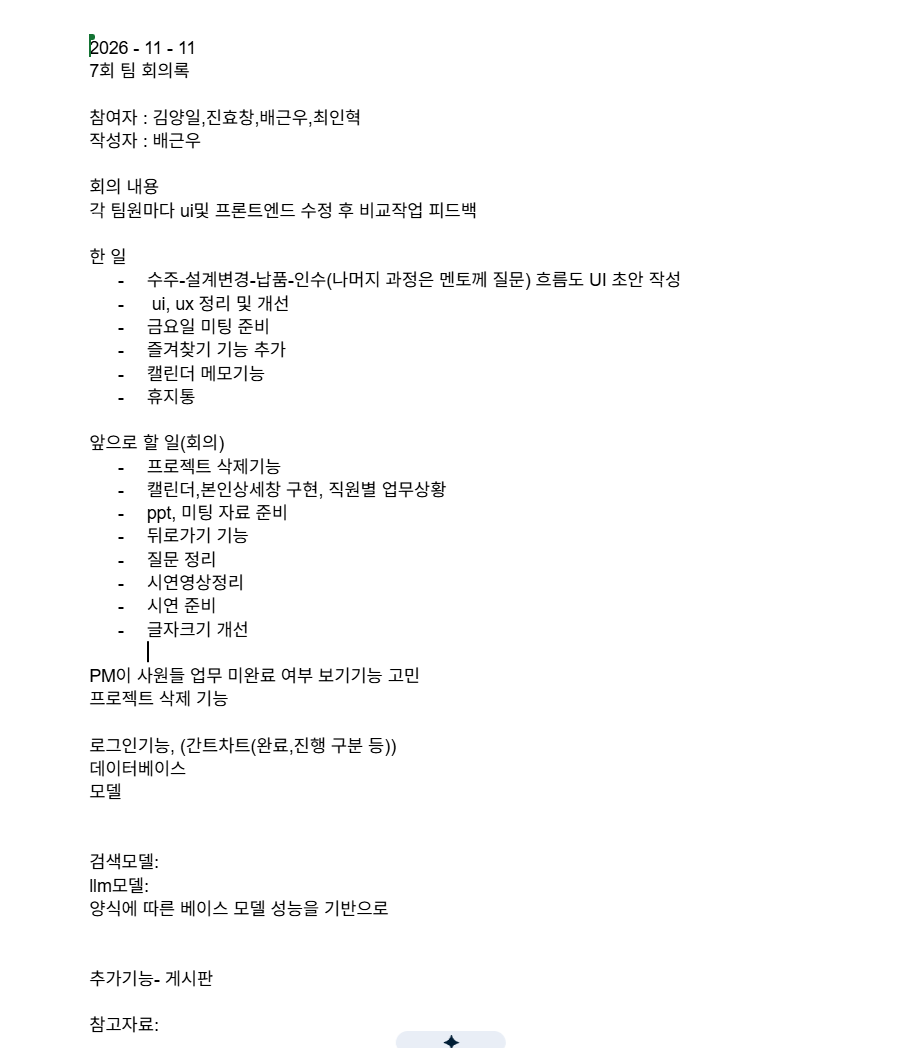 2026 - 11 - 11
7회 팀 회의록
참여자 : 김양일,진효창,배근우,최인혁
작성자 : 배근우
회의 내용
각 팀원마다 ui및 프론트엔드 수정 후 비교작업 피드백
한 일
- 수주-설계변경-납품-인수(나머지 과정은 멘토께 질문) 흐름도 UI 초안 작성
- ui, ux 정리 및 개선
- 금요일 미팅 준비
- 즐겨찾기 기능 추가
- 캘린더 메모기능
- 휴지통
앞으로 할 일(회의)
- 프로젝트 삭제기능
- 캘린더,본인상세창 구현, 직원별 업무상황
- ppt, 미팅 자료 준비
- 뒤로가기 기능
- 질문 정리
- 시연영상정리
- 시연 준비
- 글자크기 개선
PM이 사원들 업무 미완료 여부 보기기능 고민
프로젝트 삭제 기능
로그인기능, (간트차트(완료,진행 구분 등))
데이터베이스
모델
검색모델:
llm모델:
양식에 따른 베이스 모델 성능을 기반으로
추가기능- 게시판
참고자료: